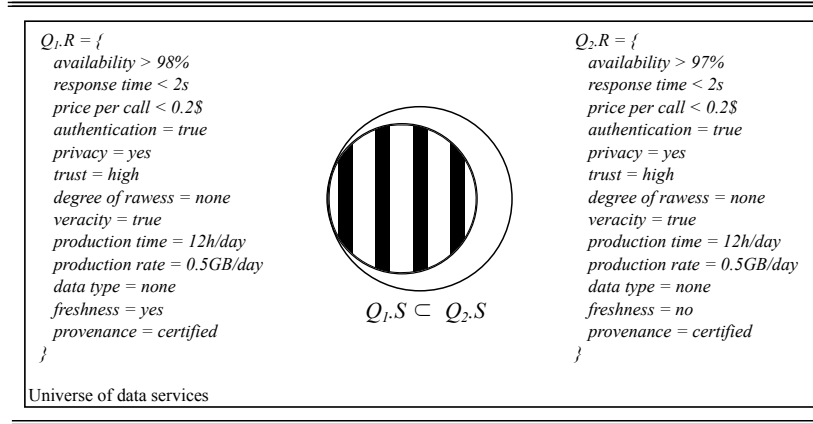 Q₁.R = {
availability > 98%
response time < 2s
price per call < 0.2$
authentication = true
privacy = yes
trust = high
degree of rawess = none
veracity = true
production time = 12h/day
production rate = 0.5GB/day
data type = none
freshness = yes
provenance = certified
}
Q₁.S ⊂ Q₂.S
Q₂.R = {
availability > 97%
response time < 2s
price per call < 0.2$
authentication = true
privacy = yes
trust = high
degree of rawess = none
veracity = true
production time = 12h/day
production rate = 0.5GB/day
data type = none
freshness = no
provenance = certified
}
Universe of data services